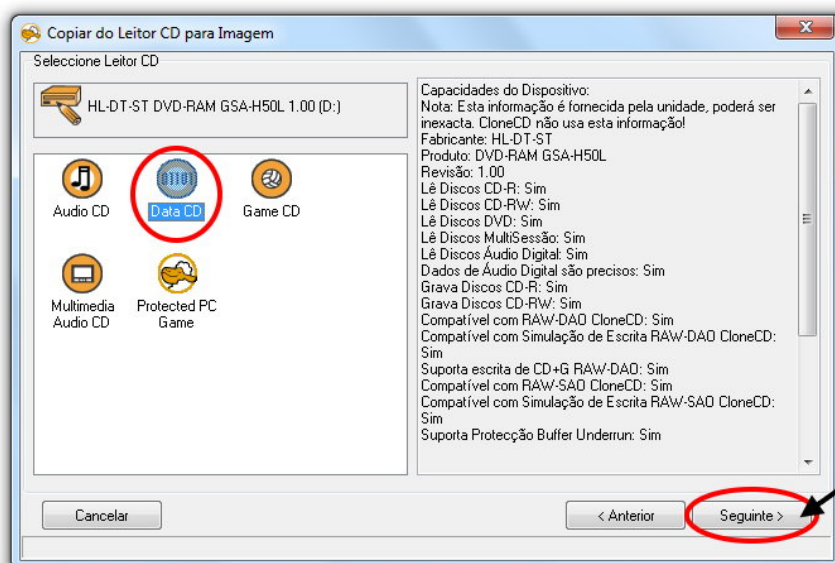 Copiar do Leitor CD para Imagem
Seleccione Leitor CD
HL-DT-ST DVD-RAM GSA-H50L 1.00 (D:)
Audio CD
01101
Data CD
Game CD
Multimedia
Audio CD
Protected PC
Game
Capacidades do Dispositivo:
Nota: Esta informação é fornecida pela unidade, poderá ser
inexacta. CloneCD não usa esta informação!
Fabricante: HL-DT-ST
Produto: DVD-RAM GSA-H50L
Revisão: 1.00
Lê Discos CD-R: Sim
Lê Discos CD-RW: Sim
Lê Discos DVD: Sim
Lê Discos MultiSessão: Sim
Lê Discos Áudio Digital: Sim
Dados de Áudio Digital são precisos: Sim
Grava Discos CD-R: Sim
Grava Discos CD-RW: Sim
Compatível com RAW-DAO CloneCD: Sim
Compatível com Simulação de Escrita RAW-DAO CloneCD:
Sim
Suporta escrita de CD+G RAW-DAO: Sim
Compatível com RAW-SAO CloneCD: Sim
Compatível com Simulação de Escrita RAW-SAO CloneCD:
Sim
Suporta Protecção Buffer Underrun: Sim
Cancelar
< Anterior
Seguinte >